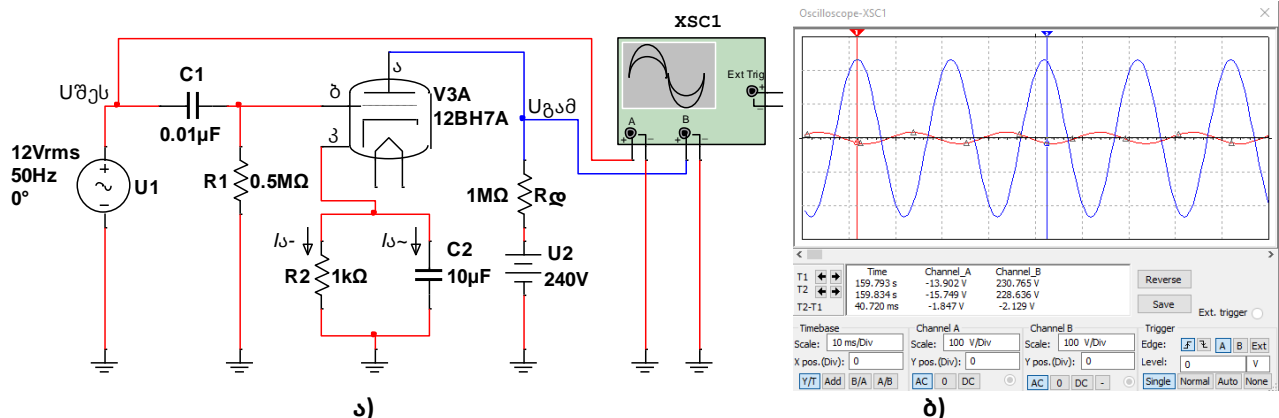 XSC1
Ext Trig
A
B
Uშეს
C1
0.01µF
ა
ბ
კ
V3A
12BH7A
Uგამ
12Vrms
50Hz
0°
U1
R1
0.5MΩ
1MΩ
Rდ
Iა-
Iა~
R2
1kΩ
C2
10µF
U2
240V
ა)
Oscilloscope-XSC1
T1
T2
T2-T1
Time Channel_A Channel_B
159.793 s -13.902 V 230.765 V
159.834 s -15.749 V 228.636 V
40.720 ms -1.847 V -2.129 V
Reverse
Save
Ext. trigger
Timebase
Scale: 10 ms/Div
X pos.(Div): 0
Y/T Add B/A A/B
Channel A
Scale: 100 V/Div
Y pos.(Div): 0
AC 0 DC
Channel B
Scale: 100 V/Div
Y pos.(Div): 0
AC 0 DC -
Trigger
Edge: A B Ext
Level: 0 V
Single Normal Auto None
ბ)